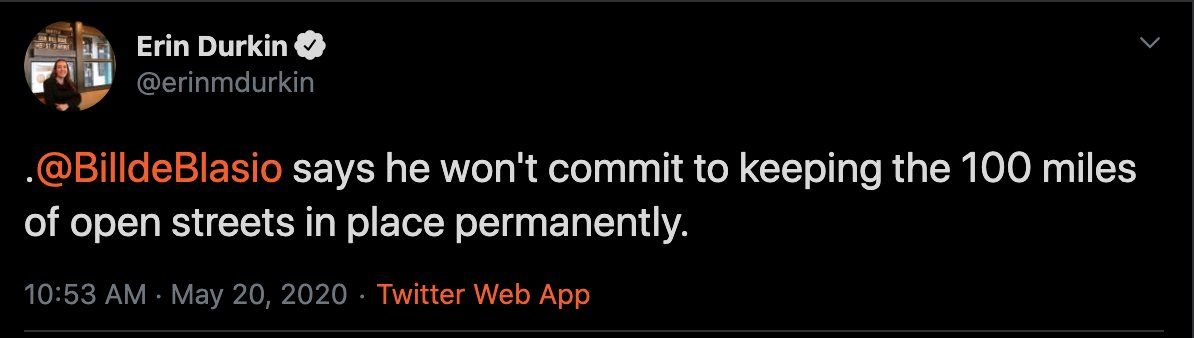 Erin Durkin
@erinmdurkin
.@BilldeBlasio says he won't commit to keeping the 100 miles
of open streets in place permanently.
10:53 AM · May 20, 2020 · Twitter Web App